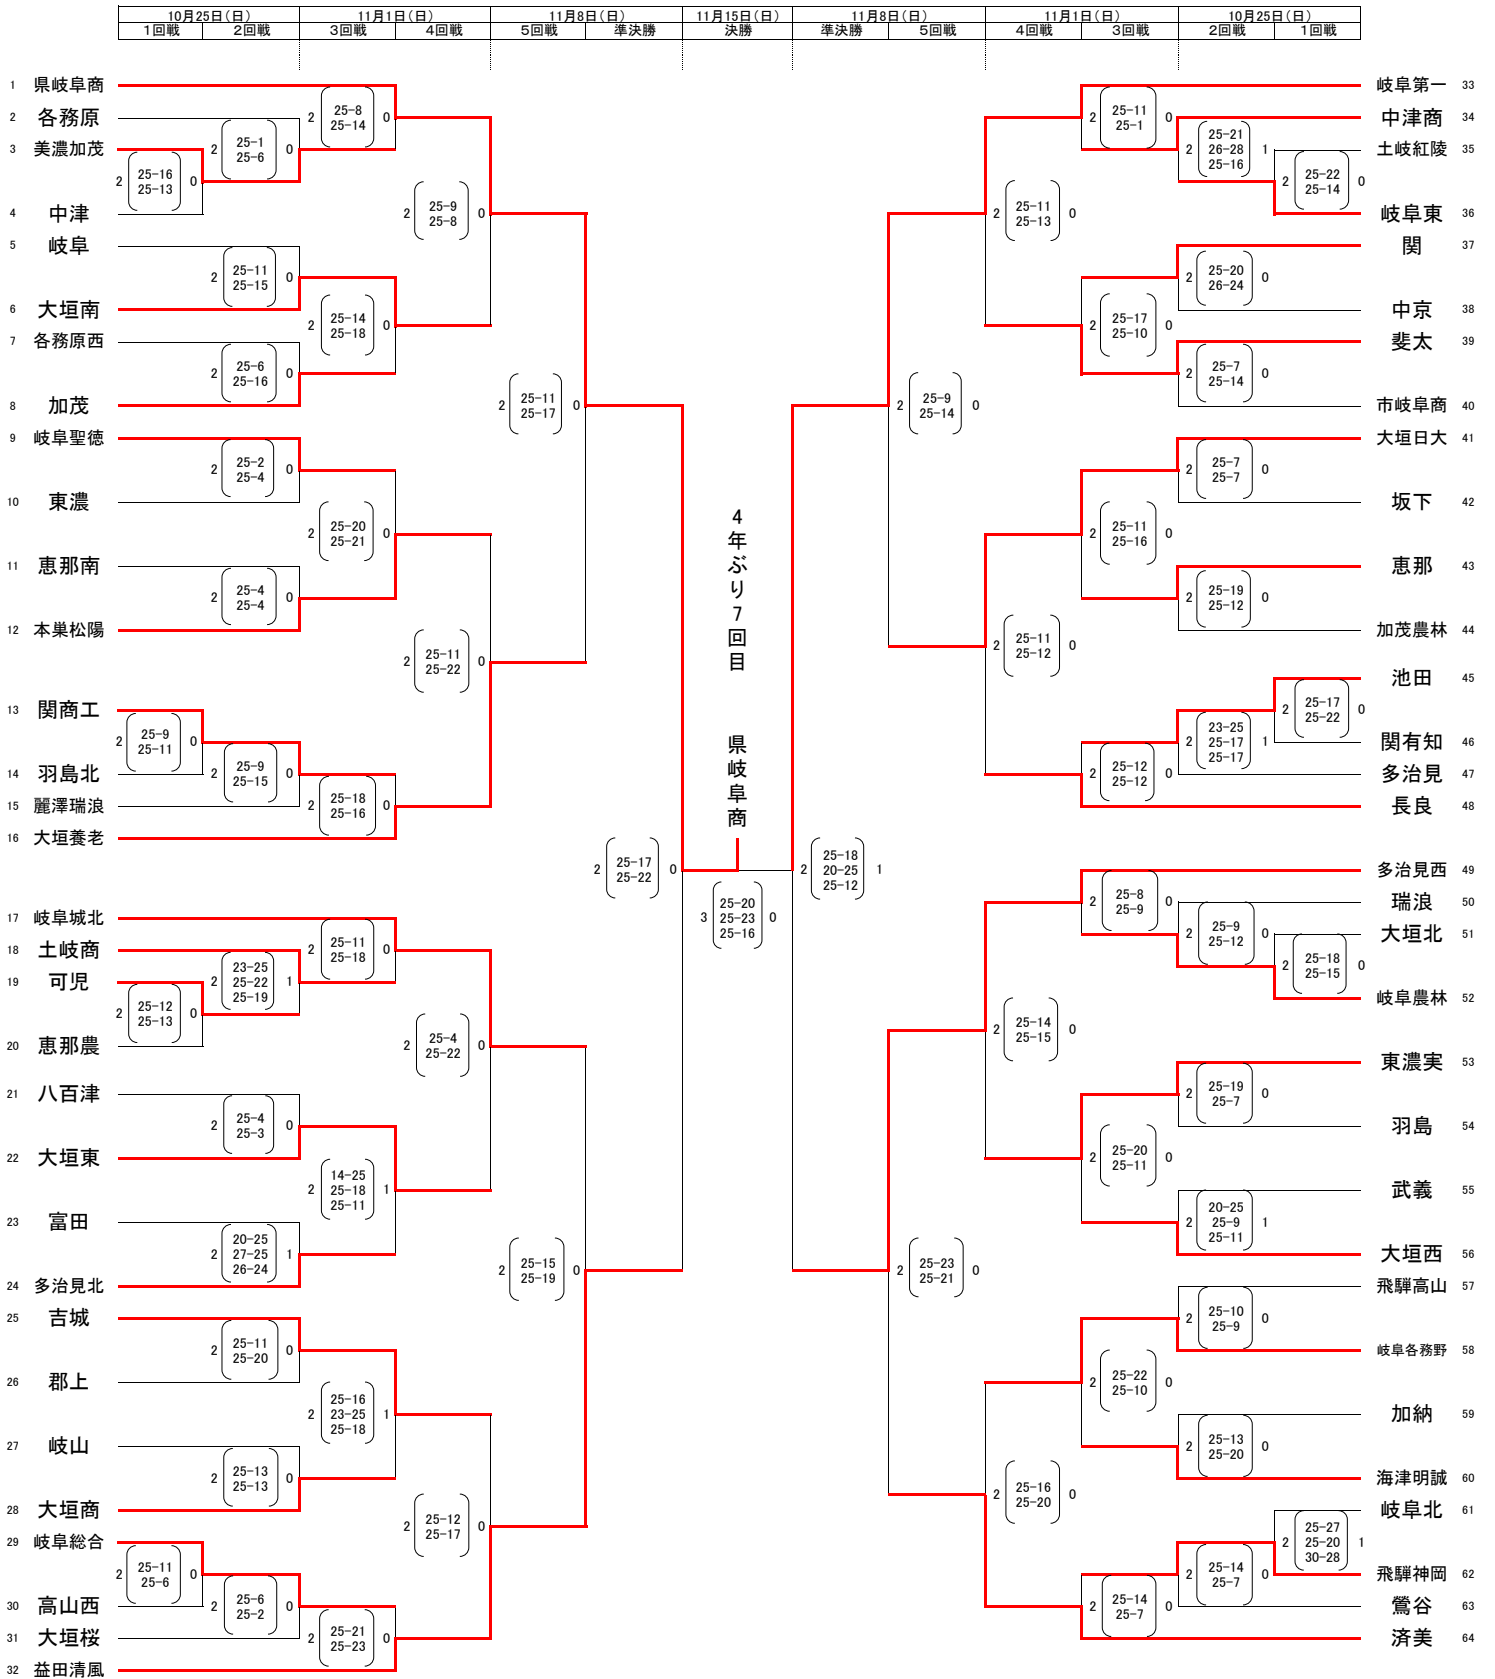 10月25日(日) 11月1日(日) 11月8日(日) 11月15日(日) 11月8日(日) 11月1日(日) 10月25日(日)
1回戦 2回戦 3回戦 4回戦 5回戦 準決勝 決勝 準決勝 5回戦 4回戦 3回戦 2回戦 1回戦
1 県岐阜商
2 各務原
3 美濃加茂
4 中津
5 岐阜
6 大垣南
7 各務原西
8 加茂
9 岐阜聖徳
10 東濃
11 恵那南
12 本巣松陽
13 関商工
14 羽島北
15 麗澤瑞浪
16 大垣養老
17 岐阜城北
18 土岐商
19 可児
20 恵那農
21 八百津
22 大垣東
23 富田
24 多治見北
25 吉城
26 郡上
27 岐山
28 大垣商
29 岐阜総合
30 高山西
31 大垣桜
32 益田清風
2 25-16 0
25-13
2 25-9 0
25-11
2 25-12 0
25-13
2 25-11 0
25-6
2 25-1 0
25-6
2 25-11 0
25-15
2 25-6 0
25-16
2 25-2 0
25-4
2 25-4 0
25-4
2 25-9 0
25-15
23-25
2 25-22 1
25-19
2 25-4 0
25-3
20-25
2 27-25 1
26-24
2 25-11 0
25-20
2 25-13 0
25-13
2 25-6 0
25-2
2 25-8 0
25-14
2 25-14 0
25-18
2 25-20 0
25-21
2 25-18 0
25-16
2 25-11 0
25-18
14-25
2 25-18 1
25-11
25-16
2 23-25 1
25-18
2 25-21 0
25-23
2 25-9 0
25-8
2 25-11 0
25-22
2 25-4 0
25-22
2 25-12 0
25-17
2 25-11 0
25-17
2 25-15 0
25-19
2 25-17 0
25-22
4年ぶり7回目 県岐阜商
25-20
3 25-23 0
25-16
25-18
2 20-25 1
25-12
2 25-9 0
25-14
2 25-23 0
25-21
2 25-11 0
25-13
2 25-11 0
25-12
2 25-14 0
25-15
2 25-16 0
25-20
2 25-11 0
25-1
2 25-17 0
25-10
2 25-11 0
25-16
2 25-12 0
25-12
2 25-8 0
25-9
2 25-20 0
25-11
2 25-22 0
25-10
2 25-14 0
25-7
25-21
2 26-28 1
25-16
2 25-20 0
26-24
2 25-7 0
25-14
2 25-7 0
25-7
2 25-19 0
25-12
23-25
2 25-17 1
25-17
2 25-9 0
25-12
2 25-19 0
25-7
20-25
2 25-9 1
25-11
2 25-10 0
25-9
2 25-13 0
25-20
2 25-14 0
25-7
2 25-22 0
25-14
2 25-17 0
25-22
2 25-18 0
25-15
25-27
2 25-20 1
30-28
岐阜第一 33
中津商 34
土岐紅陵 35
岐阜東 36
関 37
中京 38
斐太 39
市岐阜商 40
大垣日大 41
坂下 42
恵那 43
加茂農林 44
池田 45
関有知 46
多治見 47
長良 48
多治見西 49
瑞浪 50
大垣北 51
岐阜農林 52
東濃実 53
羽島 54
武義 55
大垣西 56
飛騨高山 57
岐阜各務野 58
加納 59
海津明誠 60
岐阜北 61
飛騨神岡 62
鶯谷 63
済美 64